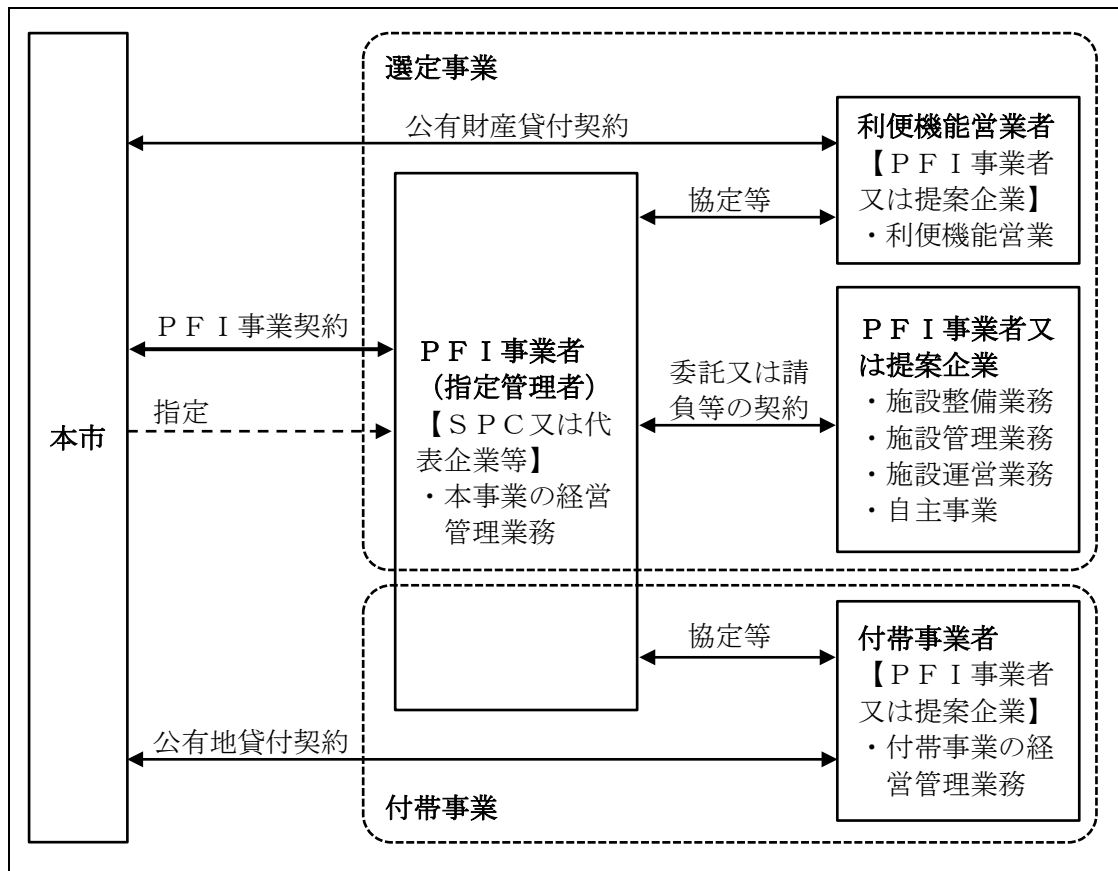 選定事業
公有財産貸付契約
利便機能営業者
【ＰＦＩ事業者
又は提案企業】
・利便機能営業
協定等
ＰＦＩ事業契約
指定
本市
ＰＦＩ事業者
（指定管理者）
【ＳＰＣ又は代
表企業等】
・本事業の経営
管理業務
委託又は請
負等の契約
ＰＦＩ事業者又
は提案企業
・施設整備業務
・施設管理業務
・施設運営業務
・自主事業
協定等
付帯事業者
【ＰＦＩ事業者
又は提案企業】
・付帯事業の経
営管理業務
公有地貸付契約
付帯事業